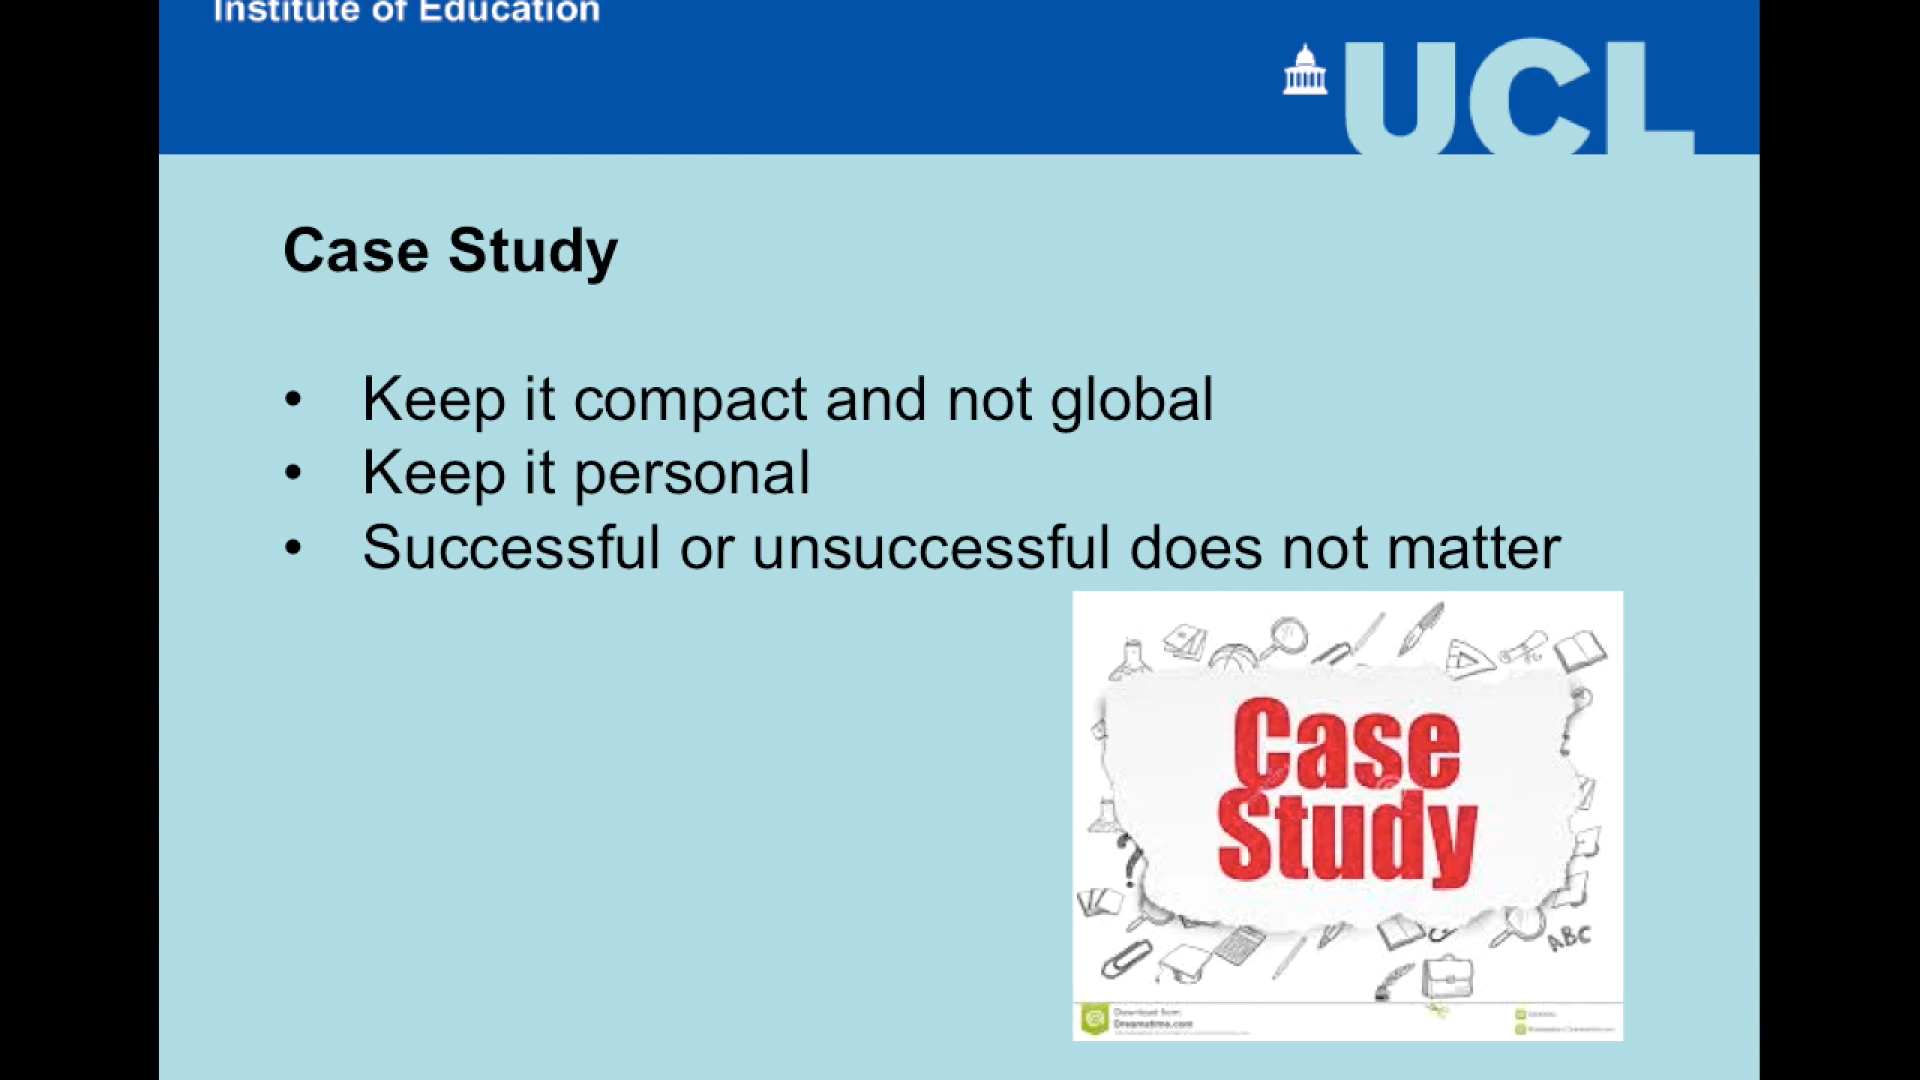 Institute of Education
UCL
Case Study
• Keep it compact and not global
• Keep it personal
• Successful or unsuccessful does not matter
Case
Study
ABC
Download from
Dreamstime.com